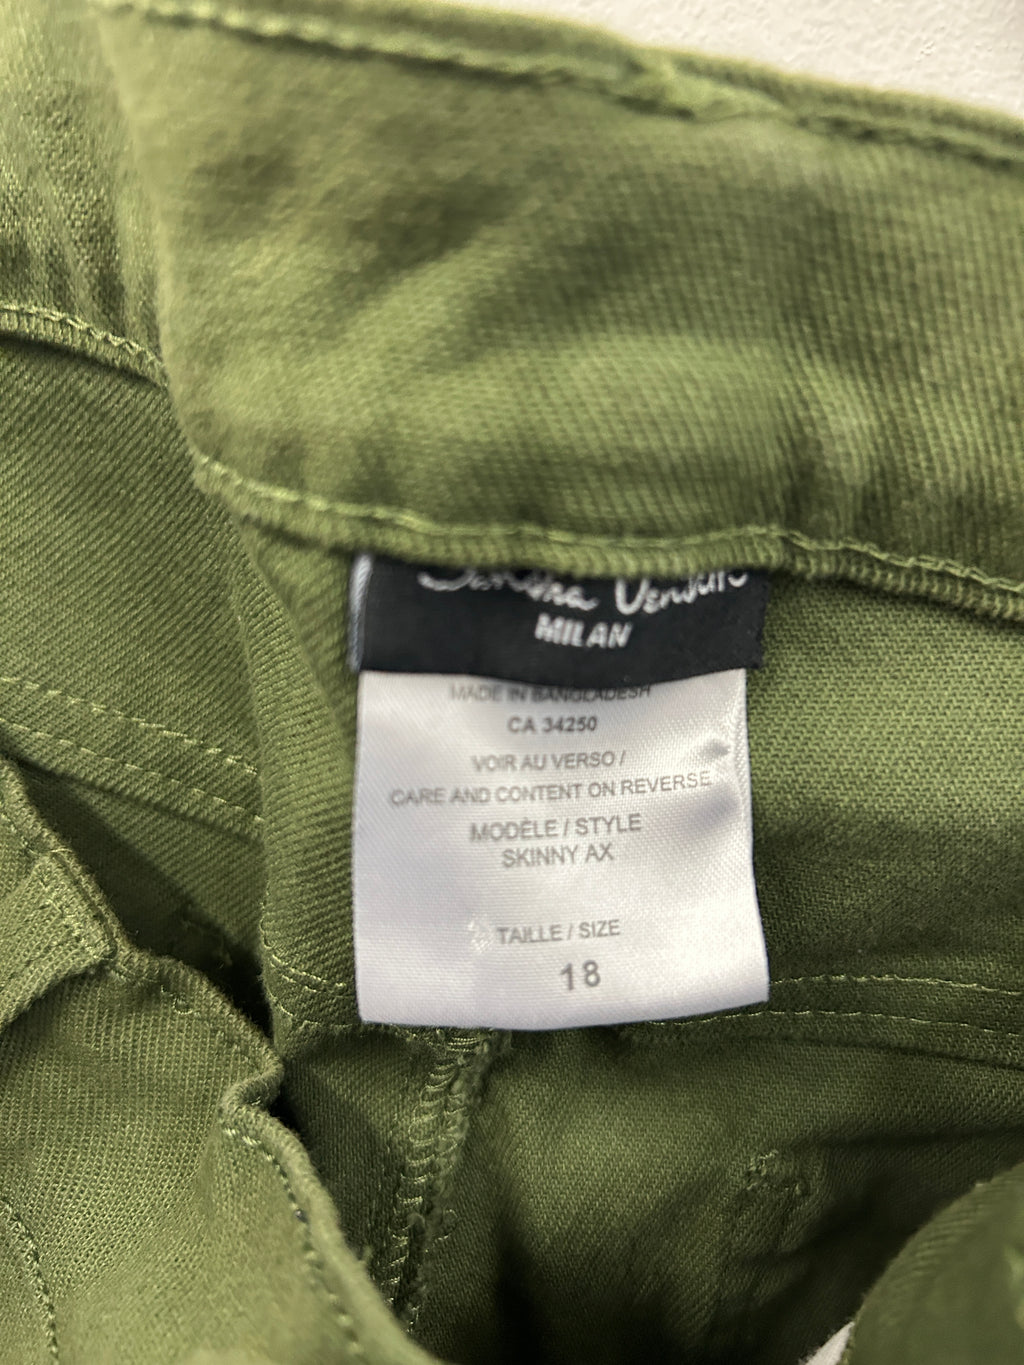 MILAN
MADE IN BANGLADESH
CA 34250
VOIR AU VERSO /
CARE AND CONTENT ON REVERSE
MODÈLE / STYLE
SKINNY AX
TAILLE / SIZE
18